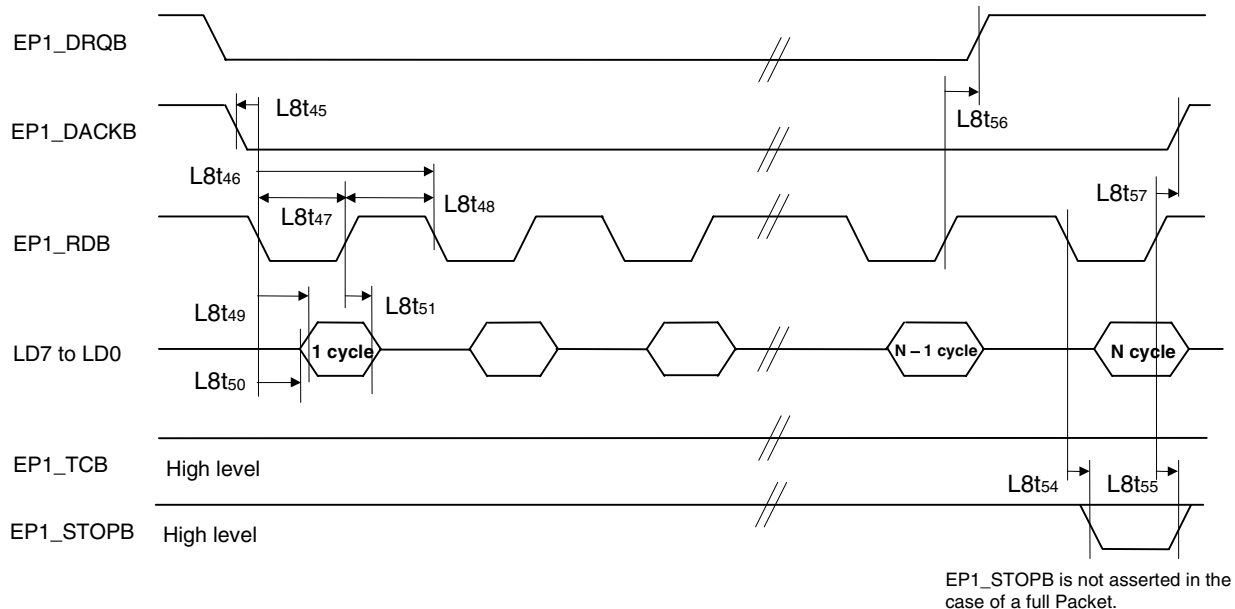 EP1_DRQB
L8t45
L8t56
EP1_DACKB
L8t46
L8t47
L8t48
L8t57
EP1_RDB
L8t49
L8t51
LD7 to LD0
1 cycle
N – 1 cycle
N cycle
L8t50
EP1_TCB
High level
L8t54
L8t55
EP1_STOPB
High level
EP1_STOPB is not asserted in the
case of a full Packet.